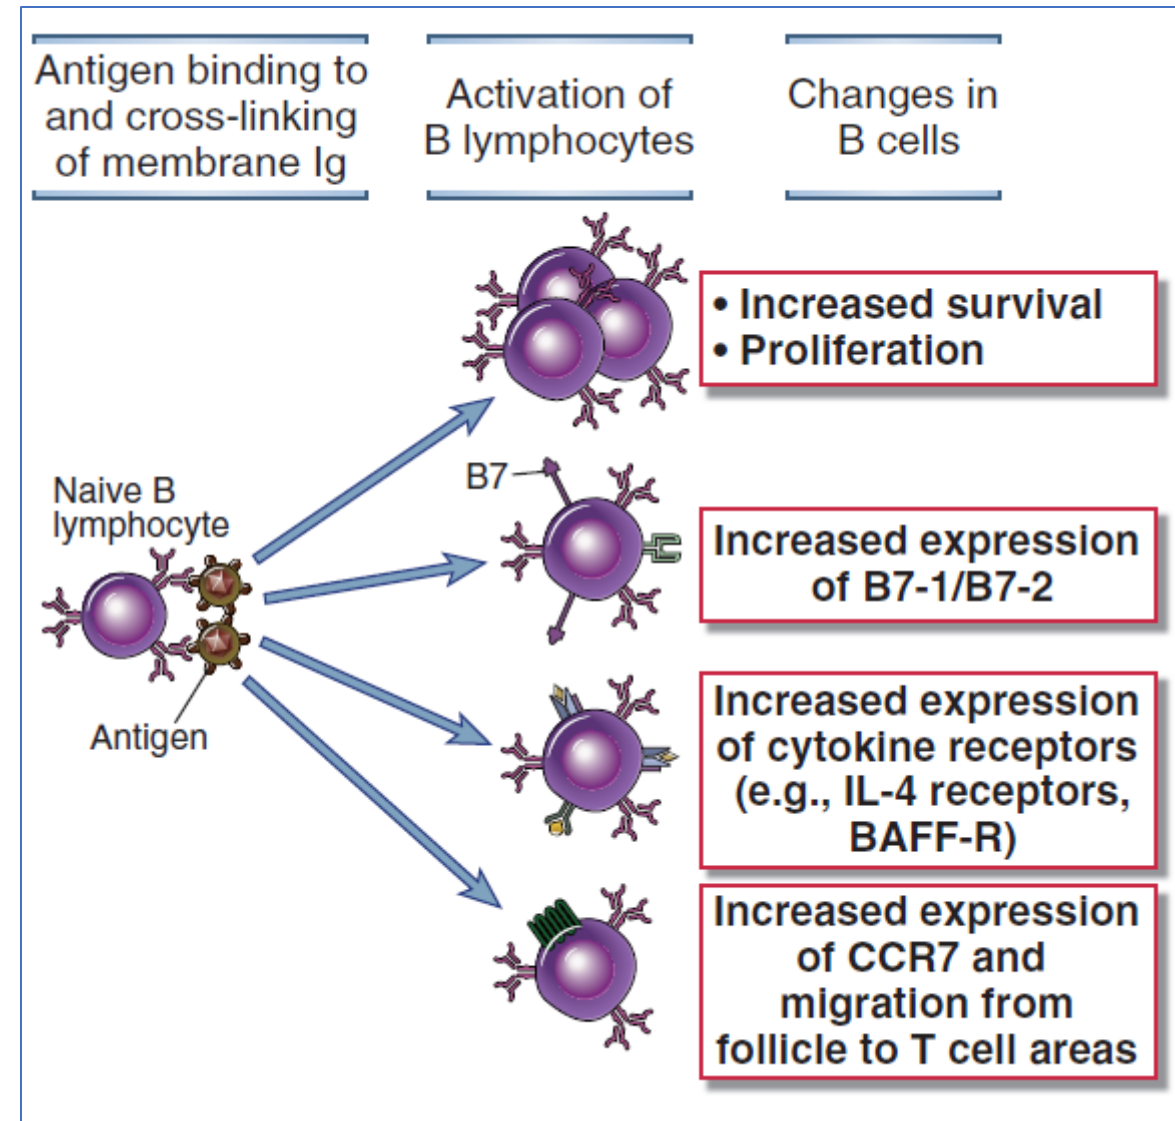 Antigen binding to
and cross-linking
of membrane Ig
Activation of
B lymphocytes
Changes in
B cells
• Increased survival
• Proliferation
B7
Naive B
lymphocyte
Increased expression
of B7-1/B7-2
Antigen
Increased expression
of cytokine receptors
(e.g., IL-4 receptors,
BAFF-R)
Increased expression
of CCR7 and
migration from
follicle to T cell areas